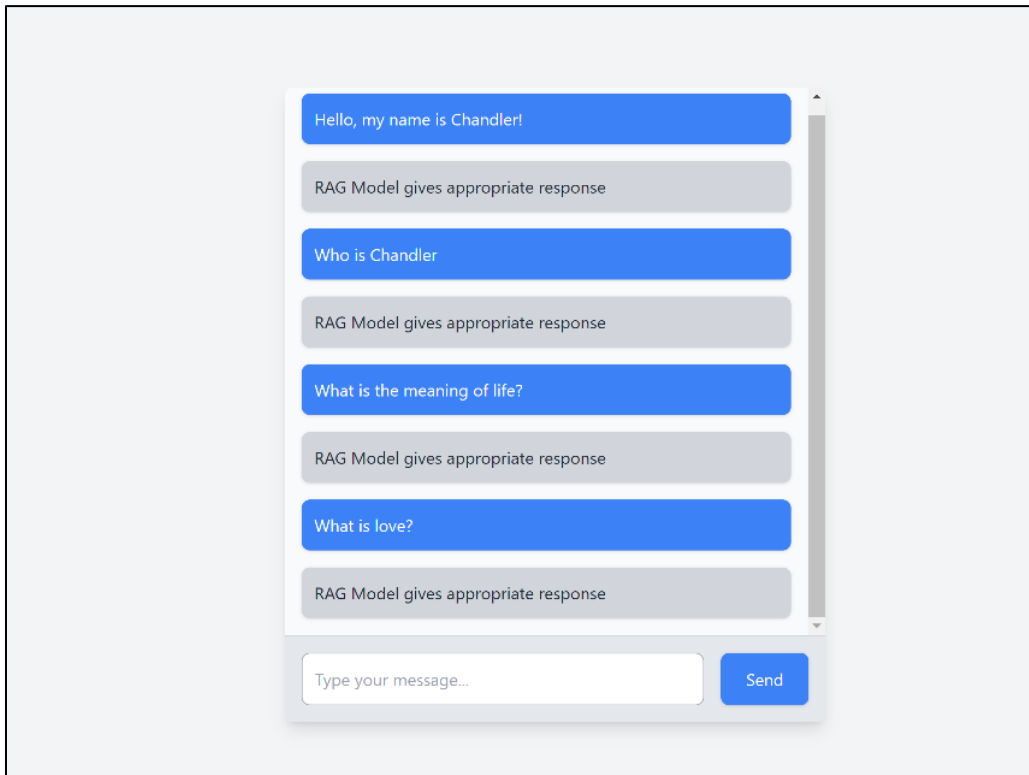 Hello, my name is Chandler!
RAG Model gives appropriate response
Who is Chandler
RAG Model gives appropriate response
What is the meaning of life?
RAG Model gives appropriate response
What is love?
RAG Model gives appropriate response
Type your message...
Send